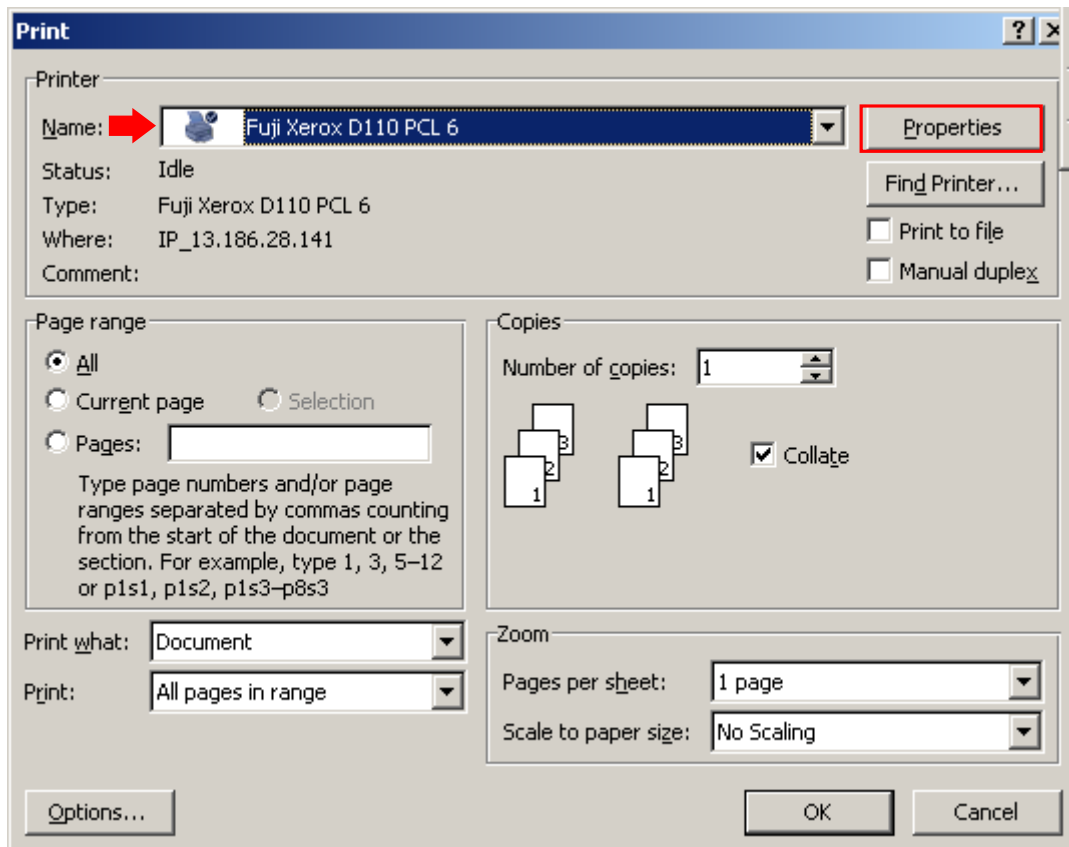 Print
Printer
Name: Fuji Xerox D110 PCL 6 Properties
Status: Idle Find Printer...
Type: Fuji Xerox D110 PCL 6
Where: IP_13.186.28.141 Print to file
Comment: Manual duplex
Page range
All
Current page Selection
Pages:
Type page numbers and/or page
ranges separated by commas counting
from the start of the document or the
section. For example, type 1, 3, 5–12
or p1s1, p1s2, p1s3–p8s3
Copies
Number of copies: 1
3 3
2 2
1 1
Collate
Print what: Document
Print: All pages in range
Zoom
Pages per sheet: 1 page
Scale to paper size: No Scaling
Options... OK Cancel